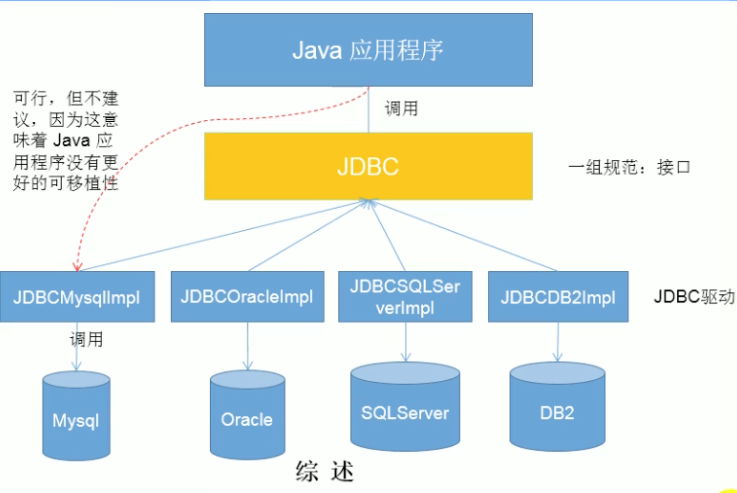 Java 应用程序
可行，但不建
议，因为这意
味着 Java 应
用程序没有更
好的可移植性
调用
JDBC
一组规范：接口
JDBCMysqlImpl
JDBCOracleImpl
JDBCSQLSer
verImpl
JDBCDB2Impl
JDBC驱动
调用
Mysql
Oracle
SQLServer
DB2
综 述